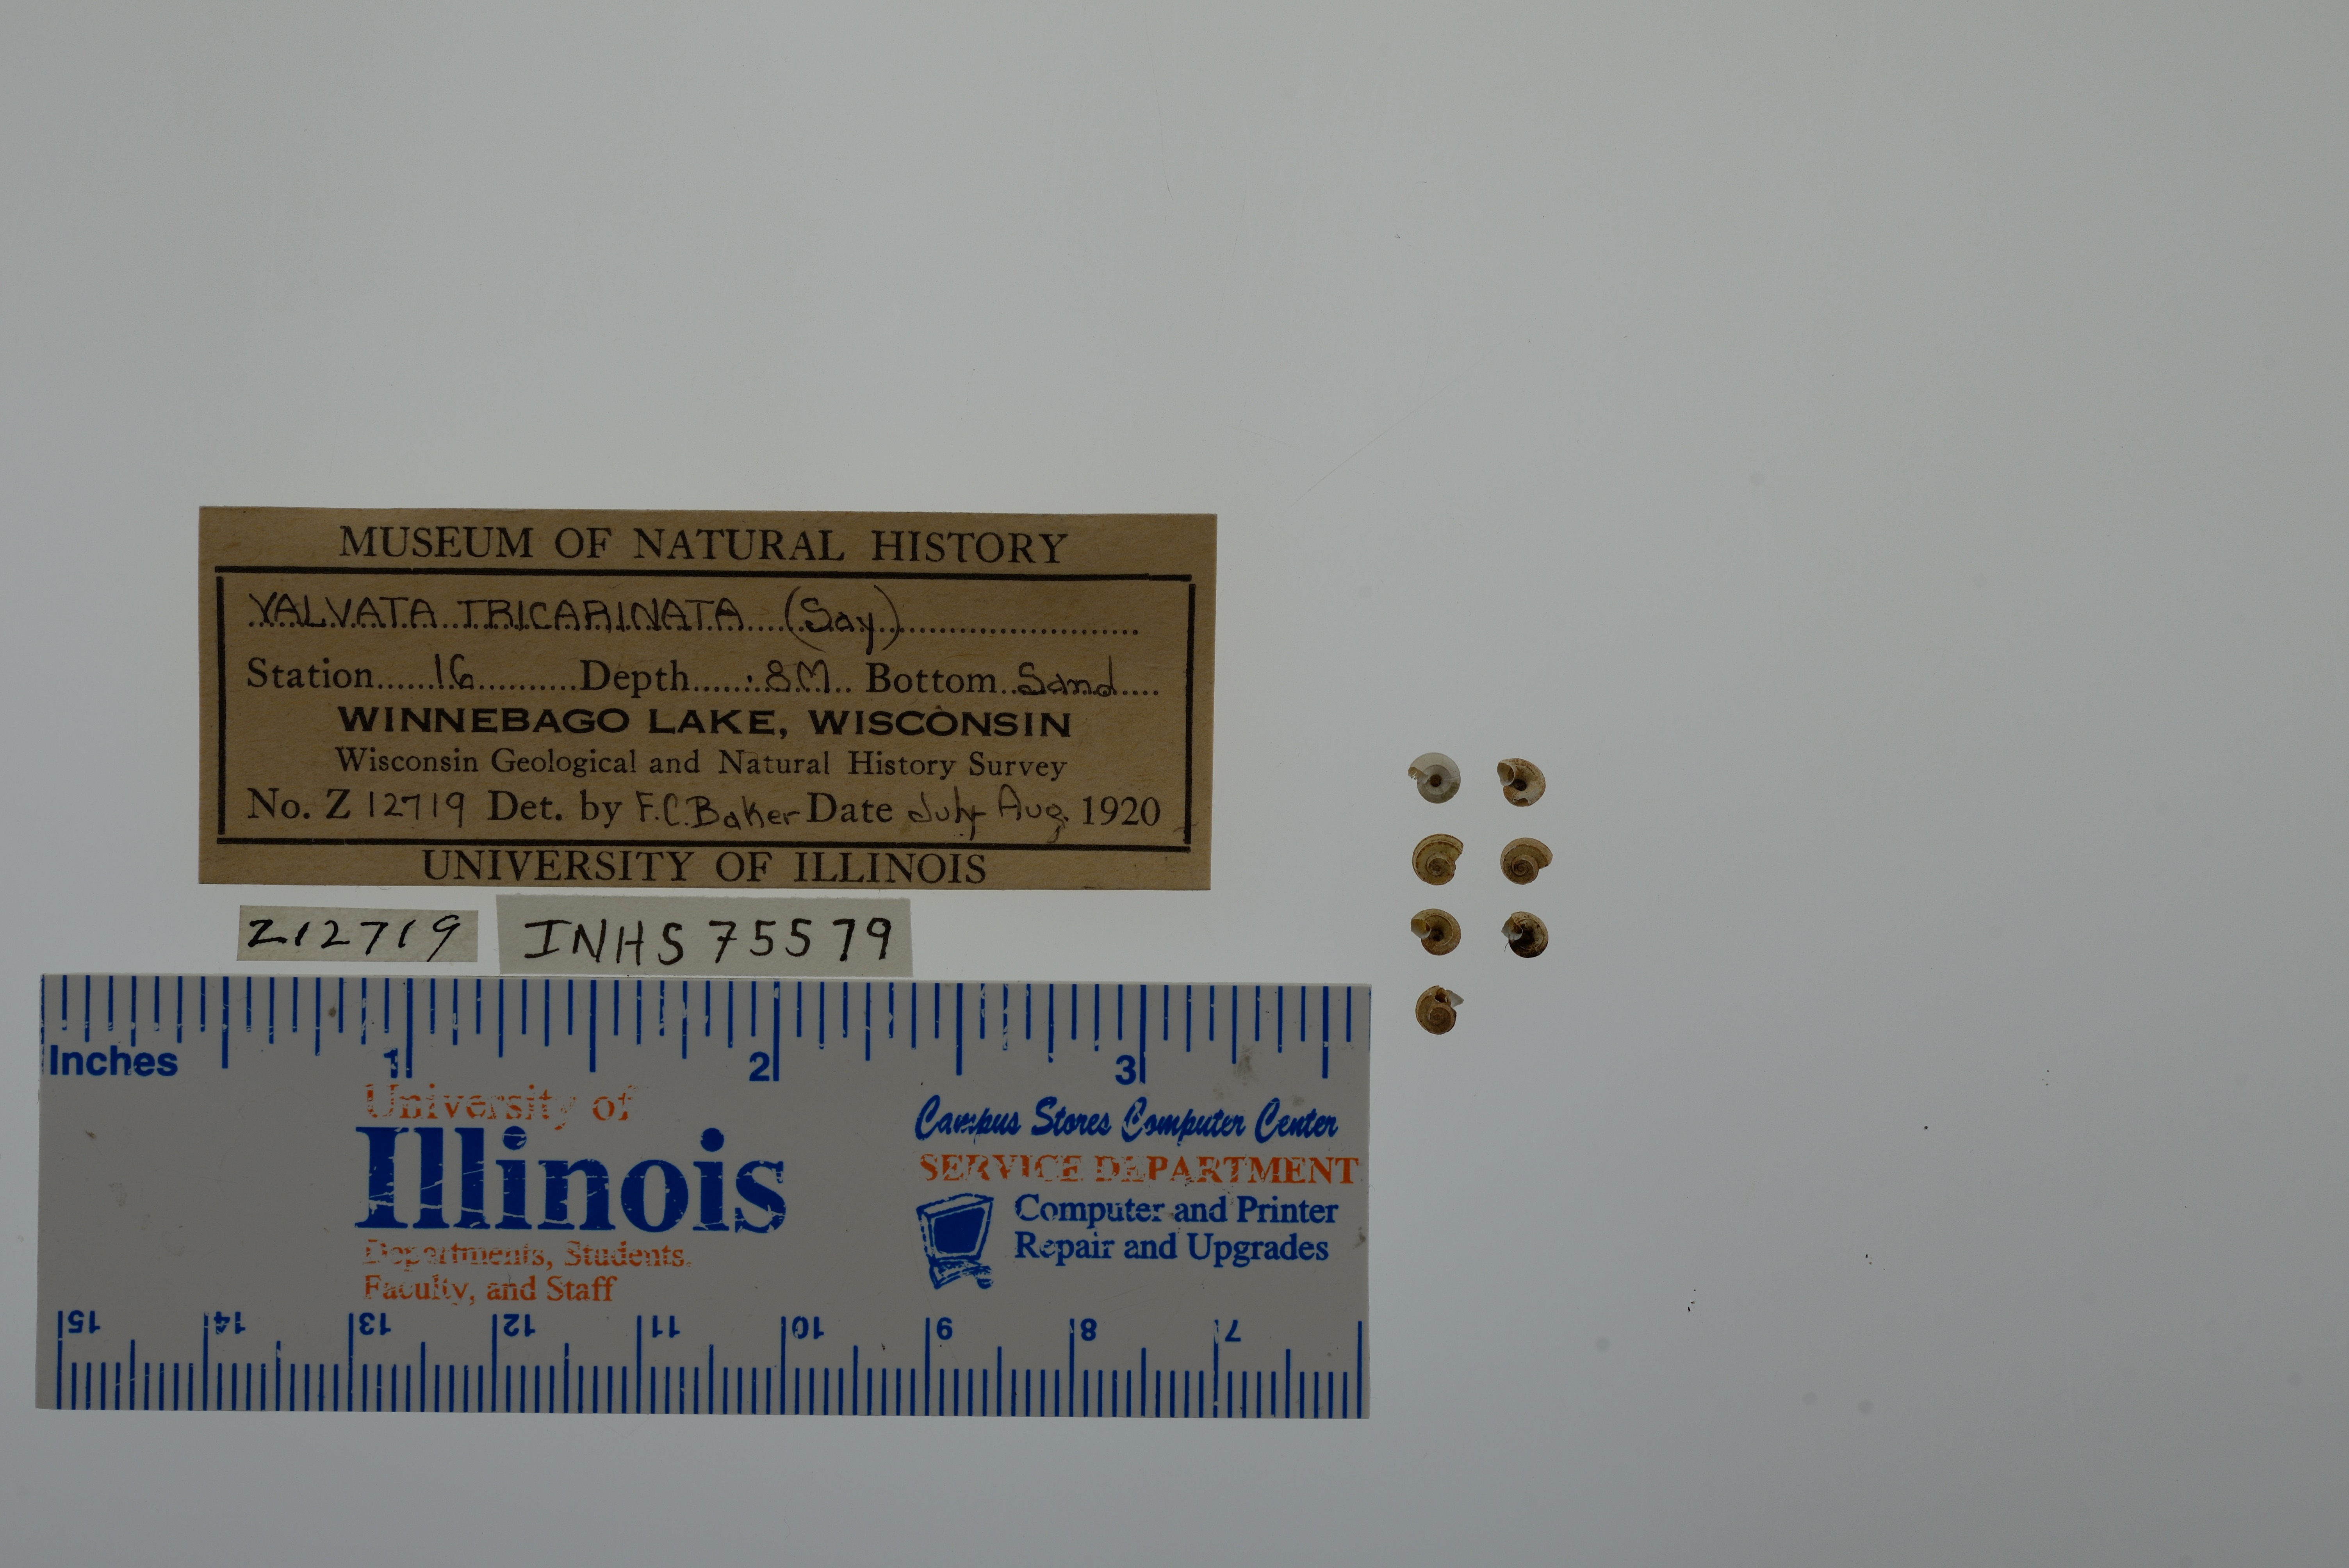 MUSEUM OF NATURAL HISTORY
VALVATA TRICARINATA (Say)
Station 16 Depth .8M Bottom Sand
WINNEBAGO LAKE, WISCONSIN
Wisconsin Geological and Natural History Survey
No. Z 12719 Det. by F.C.Baker Date July Aug. 1920
UNIVERSITY OF ILLINOIS
Z12719 INHS 75579
Inches 1 2 3
University of
Illinois
Departments, Students,
Faculty, and Staff
Campus Stores Computer Center
SERVICE DEPARTMENT
Computer and Printer
Repair and Upgrades
15 14 13 12 11 10 9 8 7